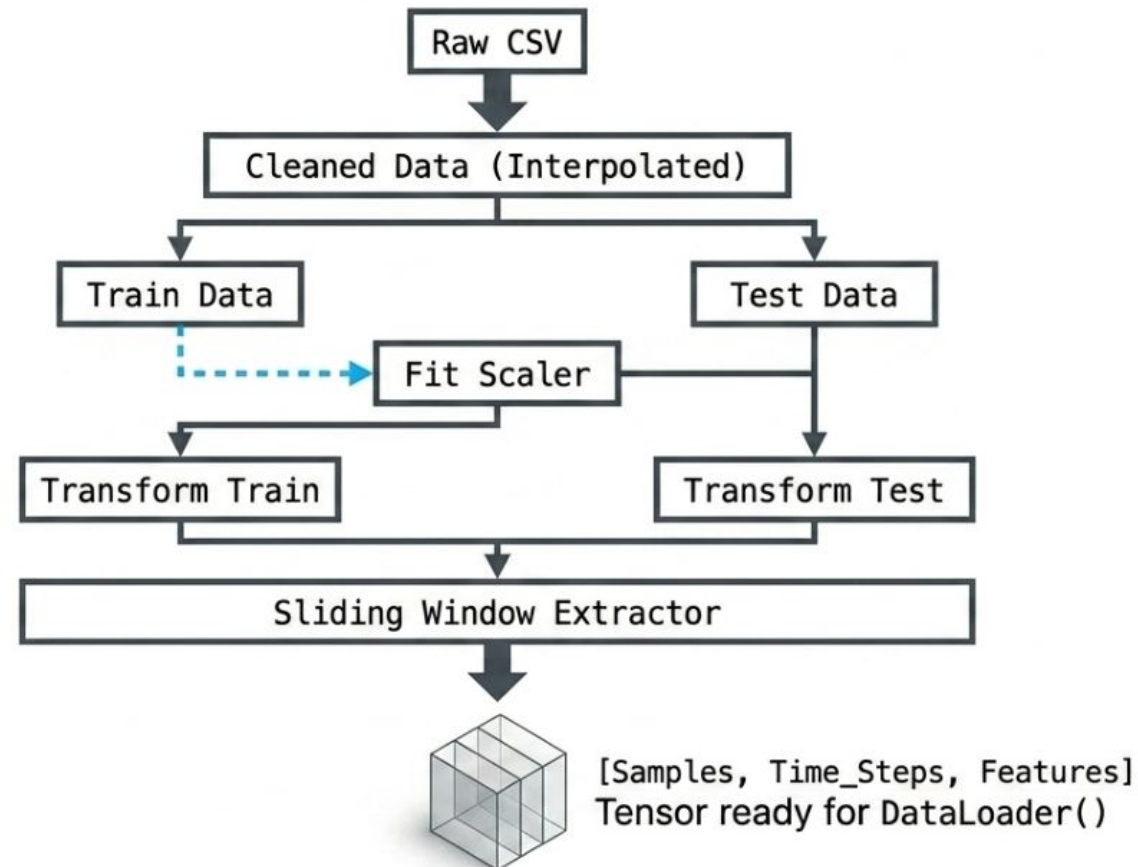 Raw CSV
Cleaned Data (Interpolated)
Train Data
Test Data
Fit Scaler
Transform Train
Transform Test
Sliding Window Extractor
[Samples, Time_Steps, Features]
Tensor ready for DataLoader()